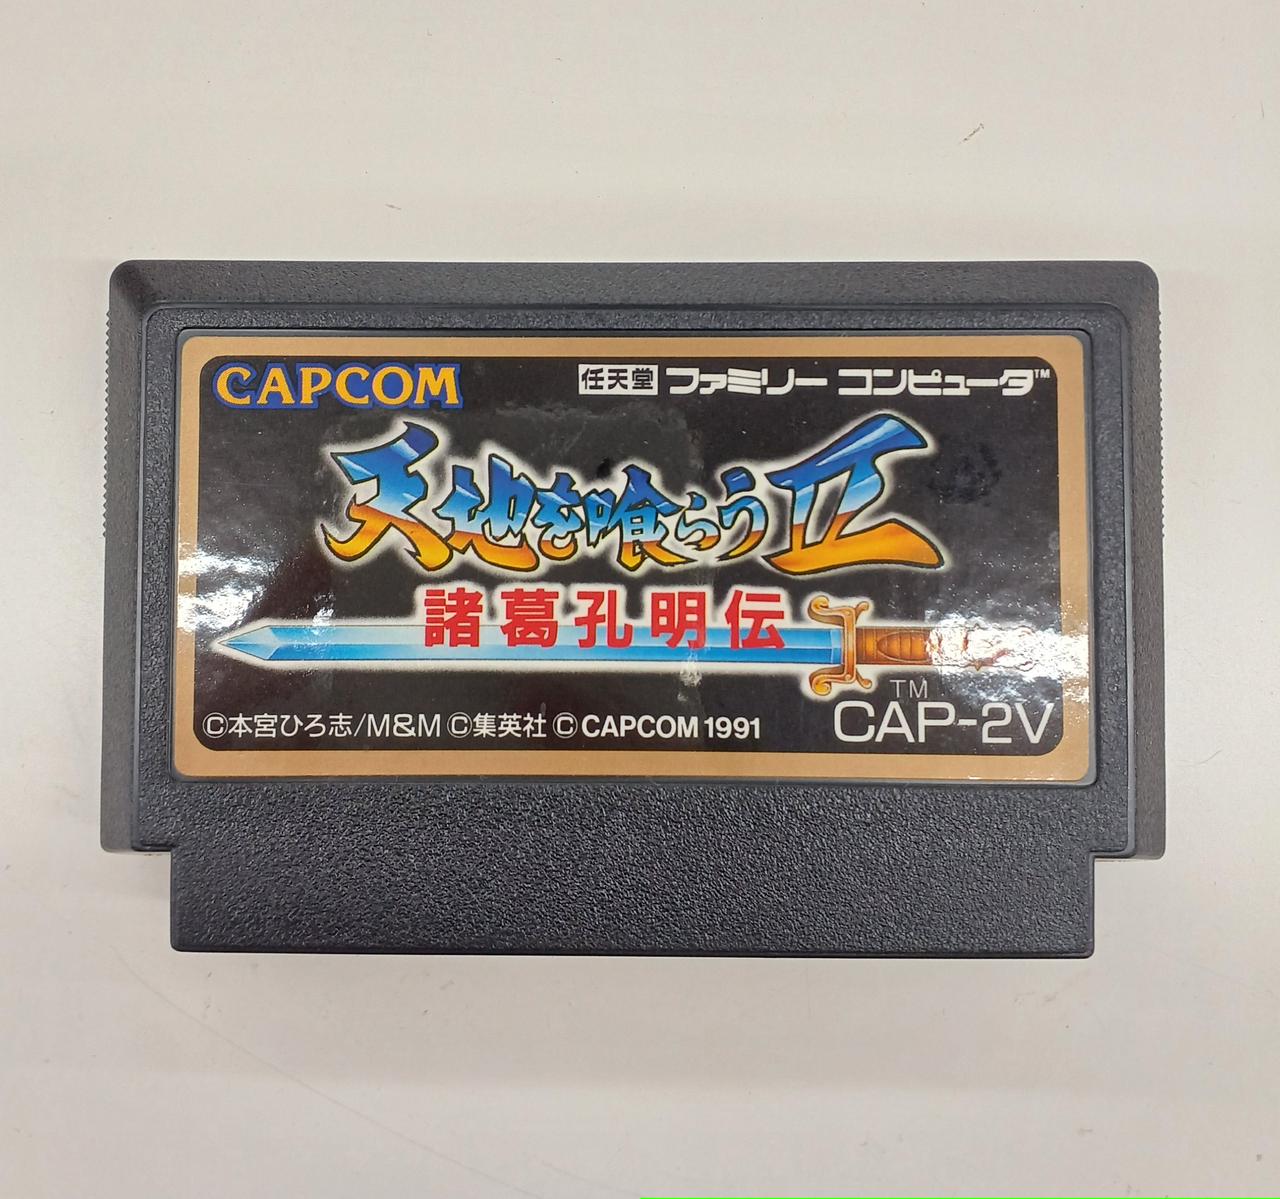 CAPCOM
任天堂 ファミリー コンピュータ™
天地を喰らうII
諸葛孔明伝
©本宮ひろ志/M&M ©集英社 © CAPCOM 1991
TM
CAP-2V